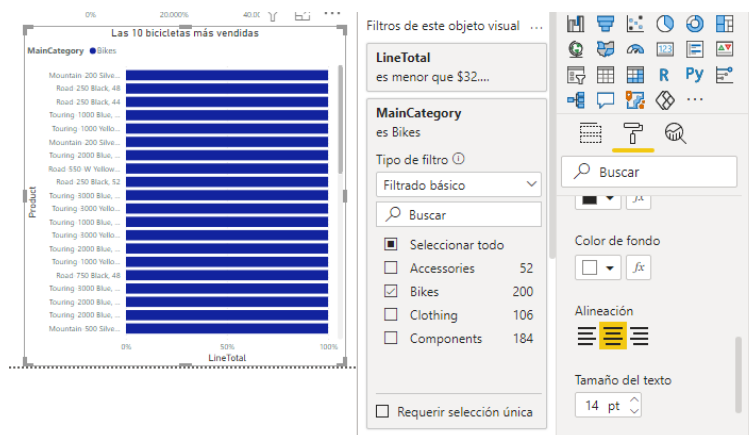 0%
20.000%
Las 10 bicicletas más vendidas
MainCategory Bikes
Mountain 200 Silve...
Road 250 Black, 48
Road 250 Black, 44
Touring 1000 Blue, ...
Touring 1000 Yello...
Mountain 200 Silve...
Touring 2000 Blue, ...
Road 550 W Yellow...
Road 250 Black, 52
Touring 3000 Blue, ...
Touring 3000 Yello...
Touring 1000 Blue, ...
Touring 3000 Yello...
Touring 2000 Blue, ...
Touring 1000 Yello...
Road 750 Black, 48
Touring 3000 Blue, ...
Touring 2000 Blue, ...
Touring 2000 Blue, ...
Mountain 500 Silve...
Product
0%
50%
100%
LineTotal
Filtros de este objeto visual ...
LineTotal
es menor que $32....
MainCategory
es Bikes
Tipo de filtro
Filtrado básico
Buscar
Seleccionar todo
Accessories 52
Bikes 200
Clothing 106
Components 184
Requerir selección única
123
R
Py
Buscar
Color de fondo
fx
Alineación
Tamaño del texto
14 pt